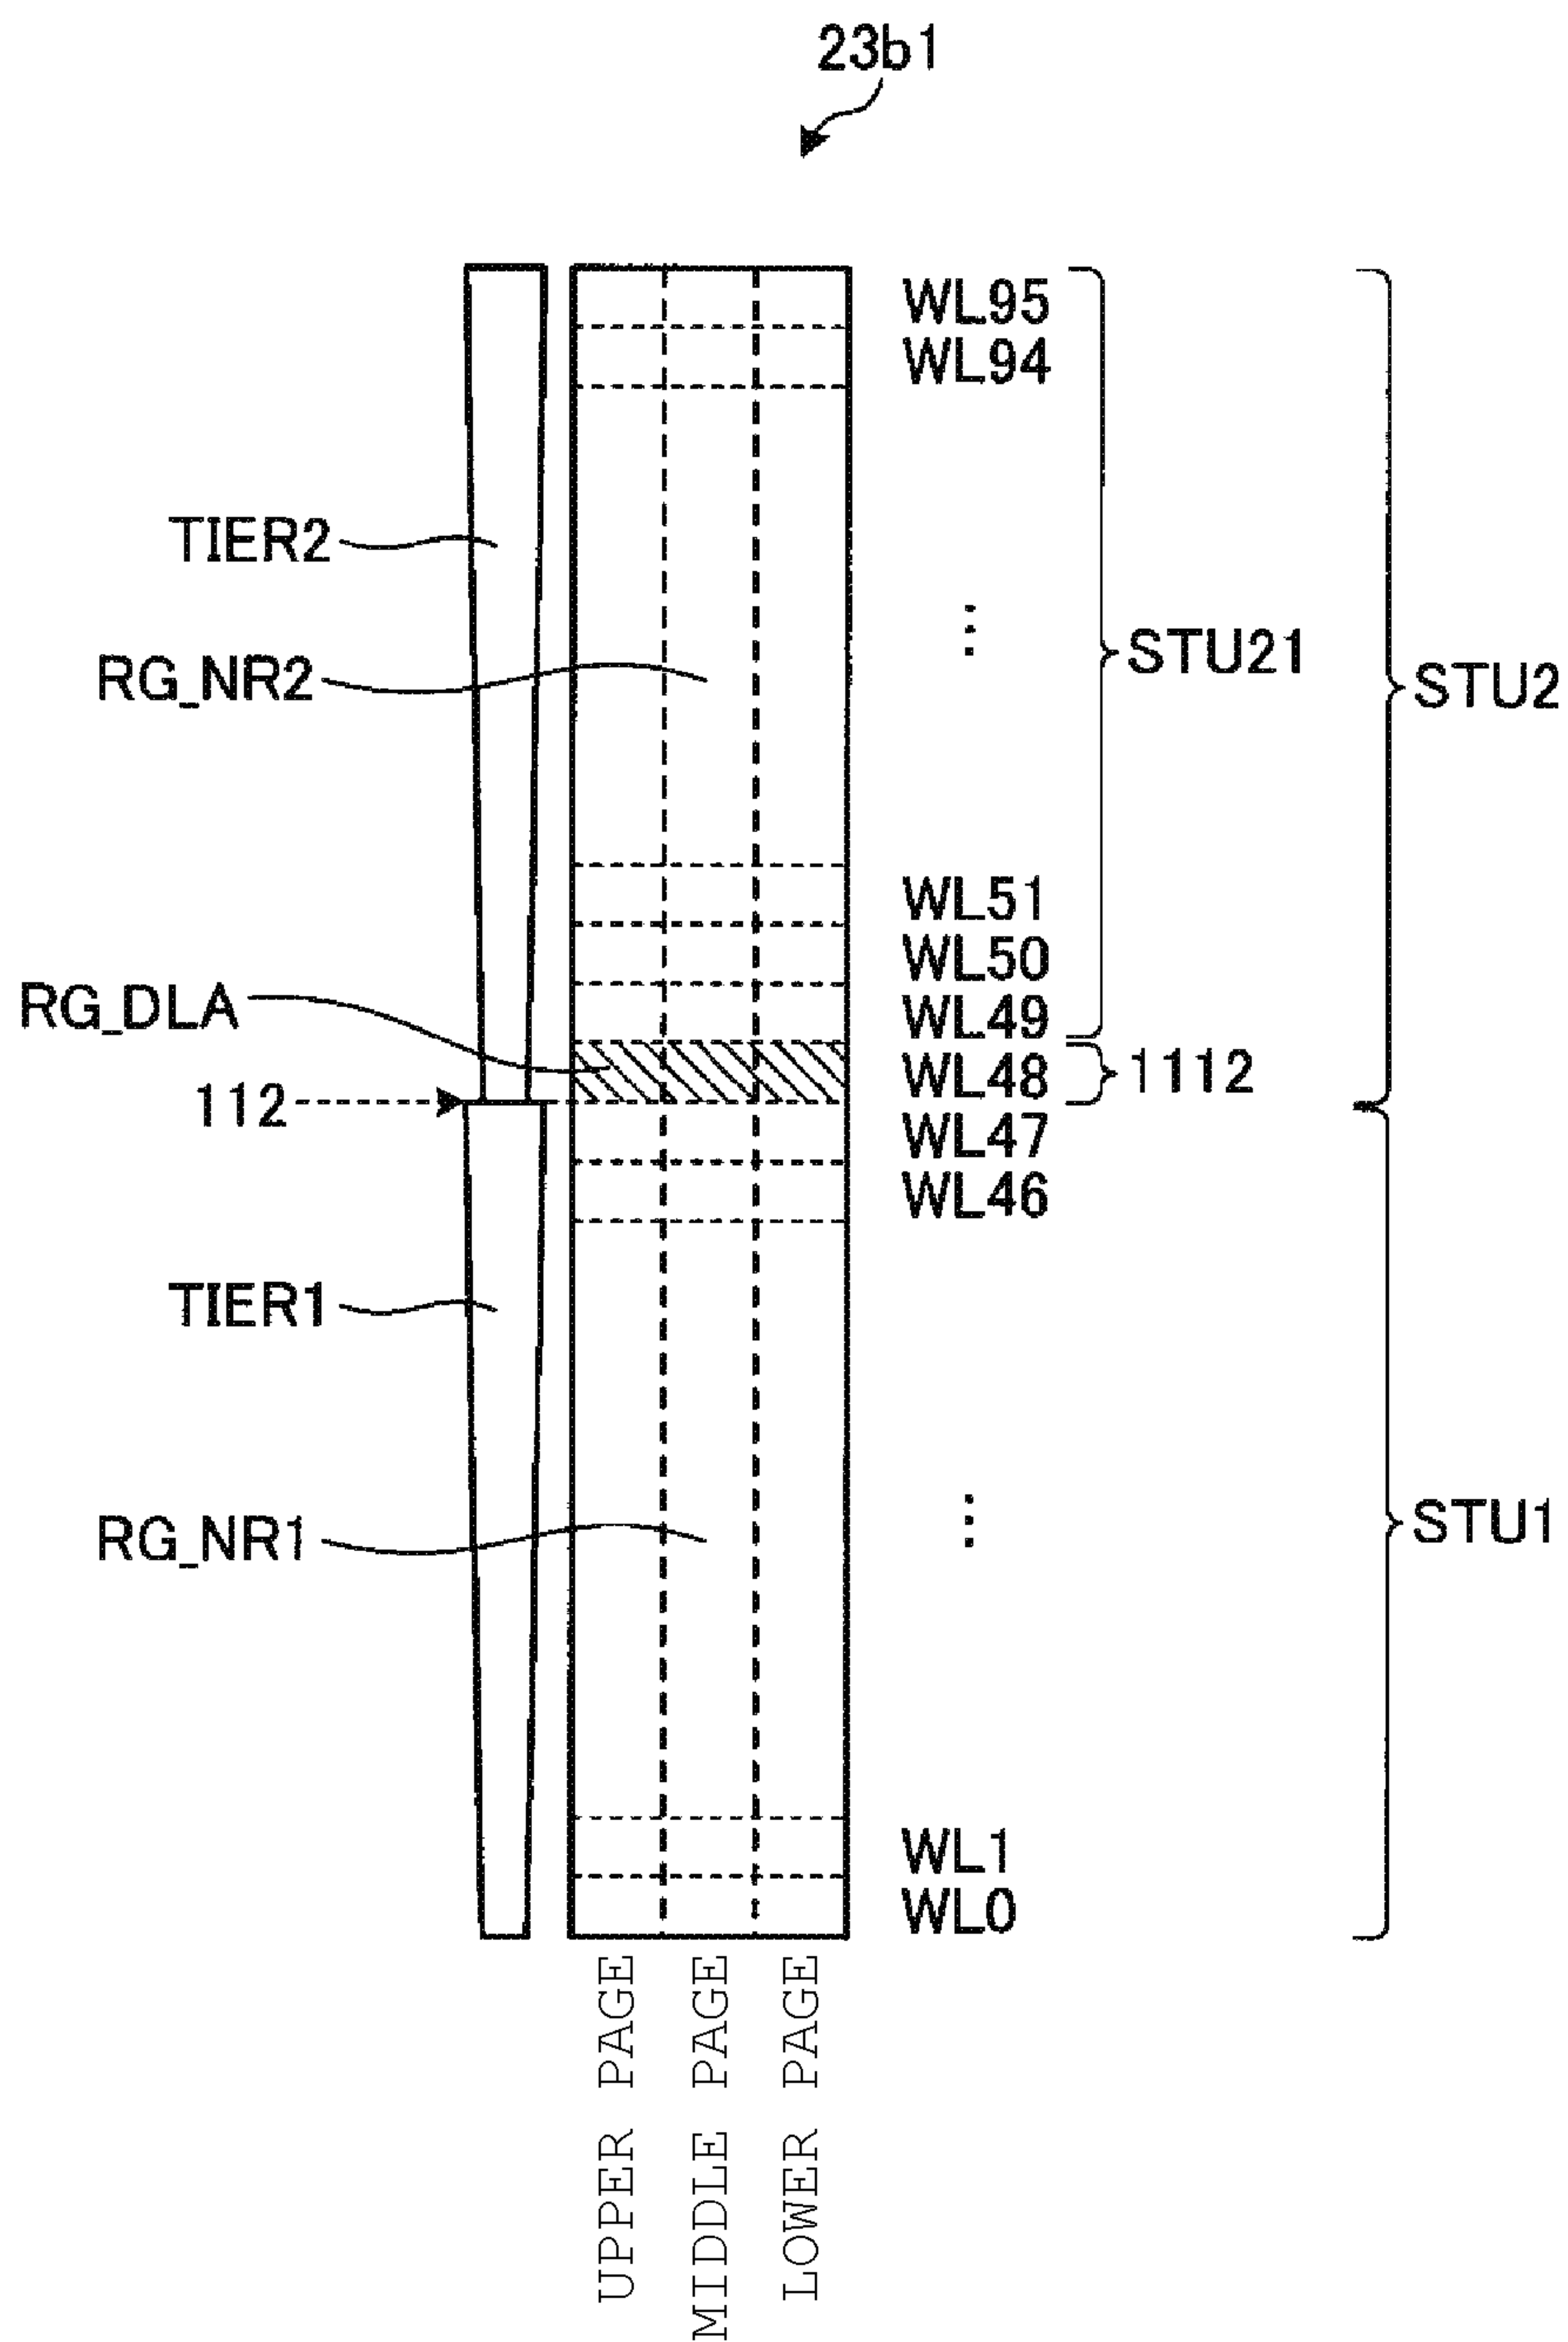 23b1
WL95
WL94
TIER2
STU21
RG_NR2
STU2
WL51
WL50
RG_DLA
WL49
WL48
1112
112
WL47
WL46
TIER1
RG_NR1
STU1
WL1
WL0
UPPER PAGE
MIDDLE PAGE
LOWER PAGE